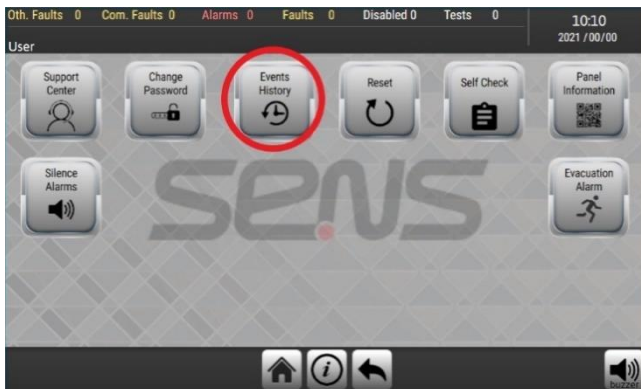 Oth. Faults 0 Com. Faults 0 Alarms 0 Faults 0 Disabled 0 Tests 0
10:10
2021 /00/00
User
Support
Center
Change
Password
Events
History
Reset
Self Check
Panel
Information
Silence
Alarms
Evacuation
Alarm
SENS
i
buzzer